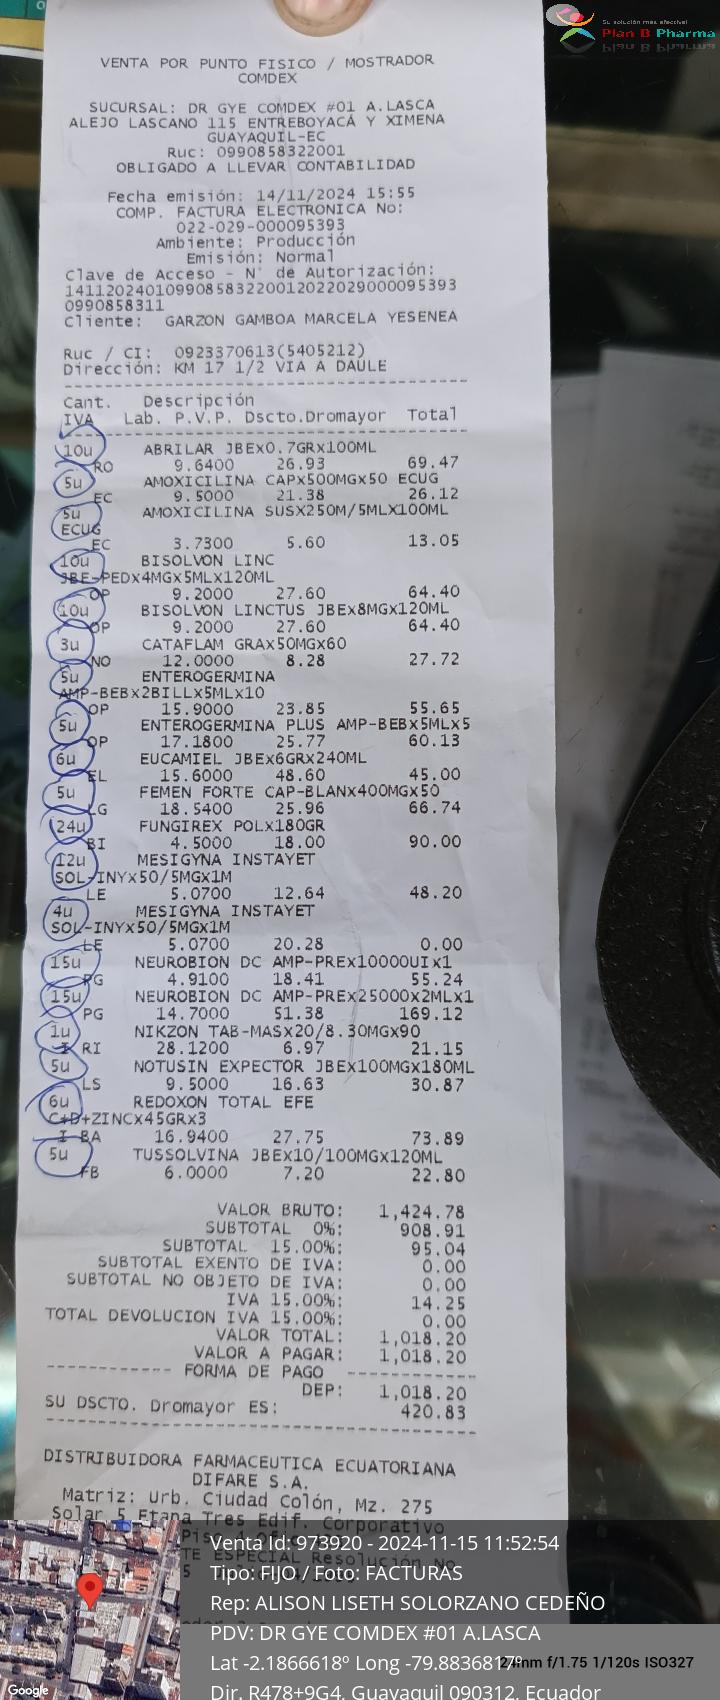 Su solución más efectiva!
Plan B Pharma
VENTA POR PUNTO FISICO / MOSTRADOR
COMDEX
SUCURSAL: DR GYE COMDEX #01 A.LASCA
ALEJO LASCANO 115 ENTREBOYACÁ Y XIMENA
GUAYAQUIL-EC
Ruc: 0990858322001
OBLIGADO A LLEVAR CONTABILIDAD
Fecha emisión: 14/11/2024 15:55
COMP. FACTURA ELECTRONICA No:
022-029-000095393
Ambiente: Producción
Emisión: Normal
Clave de Acceso - N° de Autorización:
141120240109908583220012022029000095393
0990858311
Cliente: GARZON GAMBOA MARCELA YESENEA
Ruc / CI: 0923370613(5405212)
Dirección: KM 17 1/2 VIA A DAULE
Cant. Descripción
IVA Lab. P.V.P. Dscto.Dromayor Total
10u ABRILAR JBEx0.7GRx100ML
RO 9.6400 26.93 69.47
5u AMOXICILINA CAPx500MGx50 ECUG
EC 9.5000 21.38 26.12
5u AMOXICILINA SUSx250M/5MLX100ML
ECUG
EC 3.7300 5.60 13.05
10u BISOLVON LINC
JBE-PEDx4MGx5MLx120ML
OP 9.2000 27.60 64.40
10u BISOLVON LINCTUS JBEx8MGx120ML
OP 9.2000 27.60 64.40
3u CATAFLAM GRAx50MGx60
NO 12.0000 8.28 27.72
5u ENTEROGERMINA
AMP-BEBx2BILLx5MLx10
OP 15.9000 23.85 55.65
5u ENTEROGERMINA PLUS AMP-BEBx5MLx5
OP 17.1800 25.77 60.13
6u EUCAMIEL JBEx6GRx240ML
EL 15.6000 48.60 45.00
5u FEMEN FORTE CAP-BLANx400MGx50
LG 18.5400 25.96 66.74
24u FUNGIREX POLx180GR
BI 4.5000 18.00 90.00
12u MESIGYNA INSTAYET
SOL-INYx50/5MGx1M
LE 5.0700 12.64 48.20
4u MESIGYNA INSTAYET
SOL-INYx50/5MGx1M
LE 5.0700 20.28 0.00
15u NEUROBION DC AMP-PREx10000UIx1
PG 4.9100 18.41 55.24
15u NEUROBION DC AMP-PREx25000x2MLx1
PG 14.7000 51.38 169.12
1u NIKZON TAB-MASx20/8.30MGx90
I RI 28.1200 6.97 21.15
5u NOTUSIN EXPECTOR JBEx100MGx180ML
LS 9.5000 16.63 30.87
6u REDOXON TOTAL EFE
C+D+ZINCx45GRx3
I BA 16.9400 27.75 73.89
5u TUSSOLVINA JBEx10/100MGx120ML
FB 6.0000 7.20 22.80
VALOR BRUTO: 1,424.78
SUBTOTAL 0%: 908.91
SUBTOTAL 15.00%: 95.04
SUBTOTAL EXENTO DE IVA: 0.00
SUBTOTAL NO OBJETO DE IVA: 0.00
IVA 15.00%: 14.25
TOTAL DEVOLUCION IVA 15.00%: 0.00
VALOR TOTAL: 1,018.20
VALOR A PAGAR: 1,018.20
----------- FORMA DE PAGO -----------
DEP: 1,018.20
SU DSCTO. Dromayor ES: 420.83
DISTRIBUIDORA FARMACEUTICA ECUATORIANA
DIFARE S.A.
Matriz: Urb. Ciudad Colón, Mz. 275
Solar 5 Etapa Tres Edif. Corporativo
Venta Id: 973920 - 2024-11-15 11:52:54
Tipo: FIJO / Foto: FACTURAS
Rep: ALISON LISETH SOLORZANO CEDEÑO
PDV: DR GYE COMDEX #01 A.LASCA
Lat -2.1866618º Long -79.8836817º
24mm f/1.75 1/120s ISO327
Dir. R478+9G4, Guayaquil 090312, Ecuador
Google